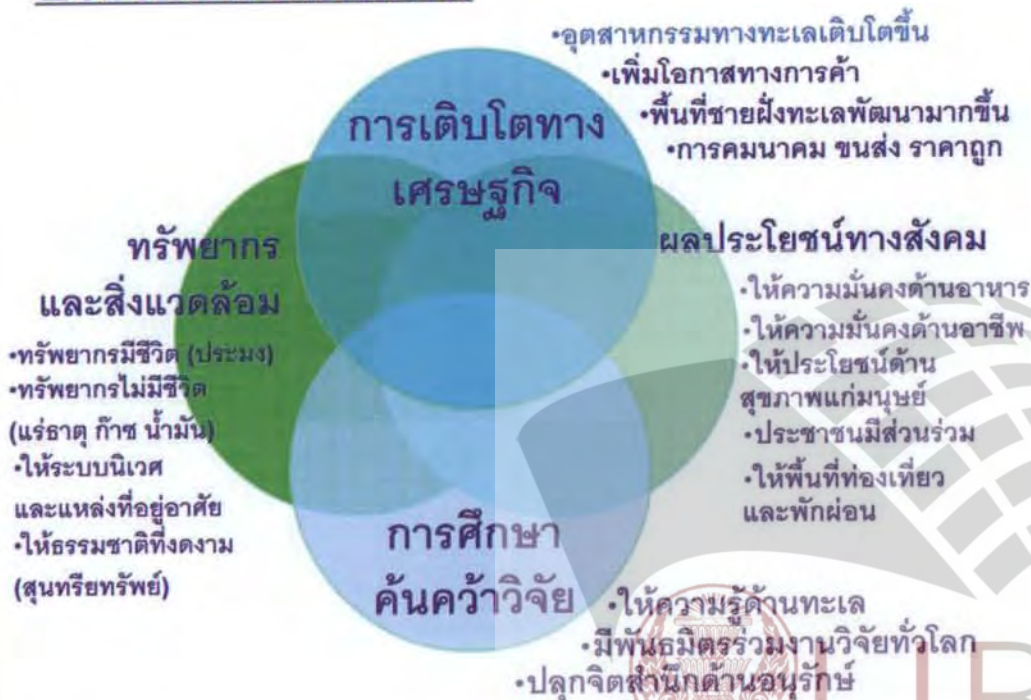 การเติบโตทาง
เศรษฐกิจ
•อุตสาหกรรมทางทะเลเติบโตขึ้น
•เพิ่มโอกาสทางการค้า
•พื้นที่ชายฝั่งทะเลพัฒนามากขึ้น
•การคมนาคม ขนส่ง ราคาถูก
ทรัพยากร
และสิ่งแวดล้อม
•ทรัพยากรมีชีวิต (ประมง)
•ทรัพยากรไม่มีชีวิต
(แร่ธาตุ ก๊าซ น้ำมัน)
•ให้ระบบนิเวศ
และแหล่งที่อยู่อาศัย
•ให้ธรรมชาติที่งดงาม
(สุนทรียทรัพย์)
ผลประโยชน์ทางสังคม
•ให้ความมั่นคงด้านอาหาร
•ให้ความมั่นคงด้านอาชีพ
•ให้ประโยชน์ด้าน
สุขภาพแก่มนุษย์
•ประชาชนมีส่วนร่วม
•ให้พื้นที่ท่องเที่ยว
และพักผ่อน
การศึกษา
ค้นคว้าวิจัย
•ให้ความรู้ด้านทะเล
•มีพันธมิตรร่วมงานวิจัยทั่วโลก
•ปลุกจิตสำนึกด้านอนุรักษ์